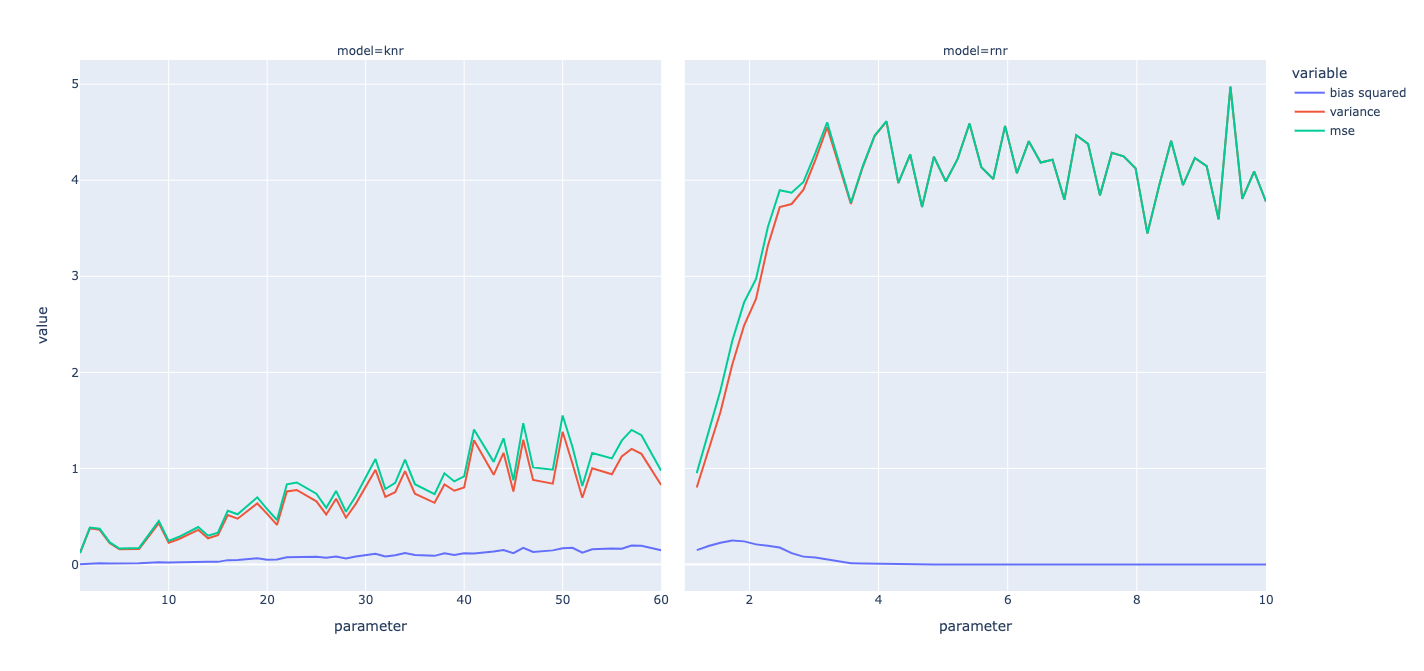 model=knr
model=rnr
variable
bias squared
variance
mse
value
5
4
3
2
1
0
10
20
30
40
50
60
2
4
6
8
10
parameter
parameter